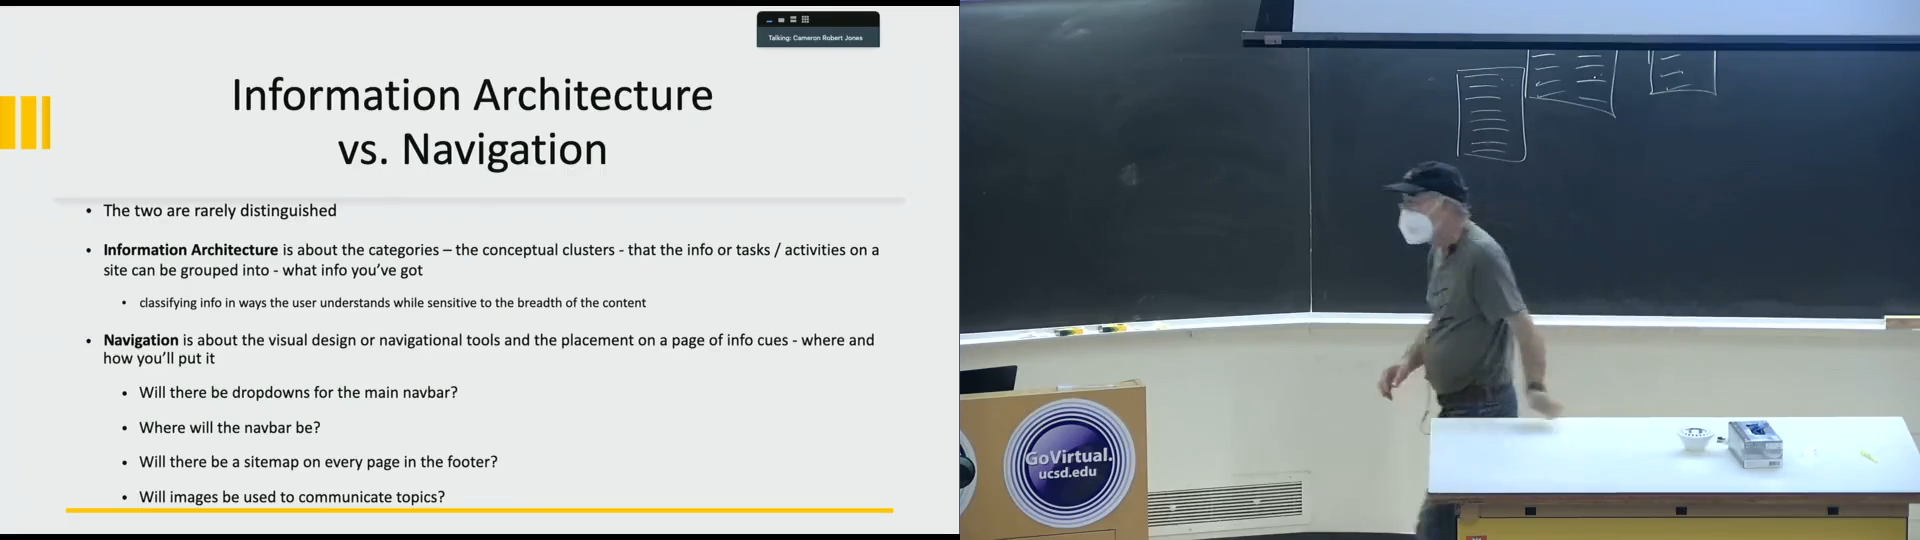 Talking: Cameron Robert Jones
Information Architecture
vs. Navigation
• The two are rarely distinguished
• Information Architecture is about the categories – the conceptual clusters - that the info or tasks / activities on a
site can be grouped into - what info you've got
• classifying info in ways the user understands while sensitive to the breadth of the content
• Navigation is about the visual design or navigational tools and the placement on a page of info cues - where and
how you'll put it
• Will there be dropdowns for the main navbar?
• Where will the navbar be?
• Will there be a sitemap on every page in the footer?
• Will images be used to communicate topics?
GoVirtual.
ucsd.edu